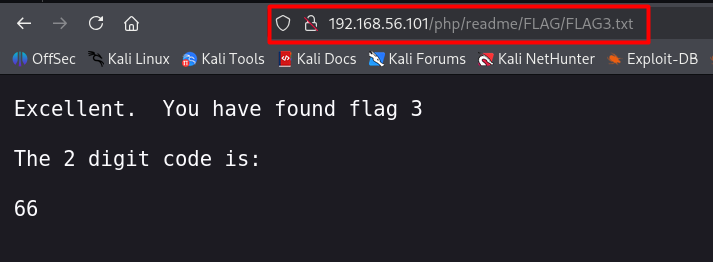 192.168.56.101/php/readme/FLAG/FLAG3.txt
OffSec Kali Linux Kali Tools Kali Docs Kali Forums Kali NetHunter Exploit-DB
Excellent.  You have found flag 3
The 2 digit code is:
66